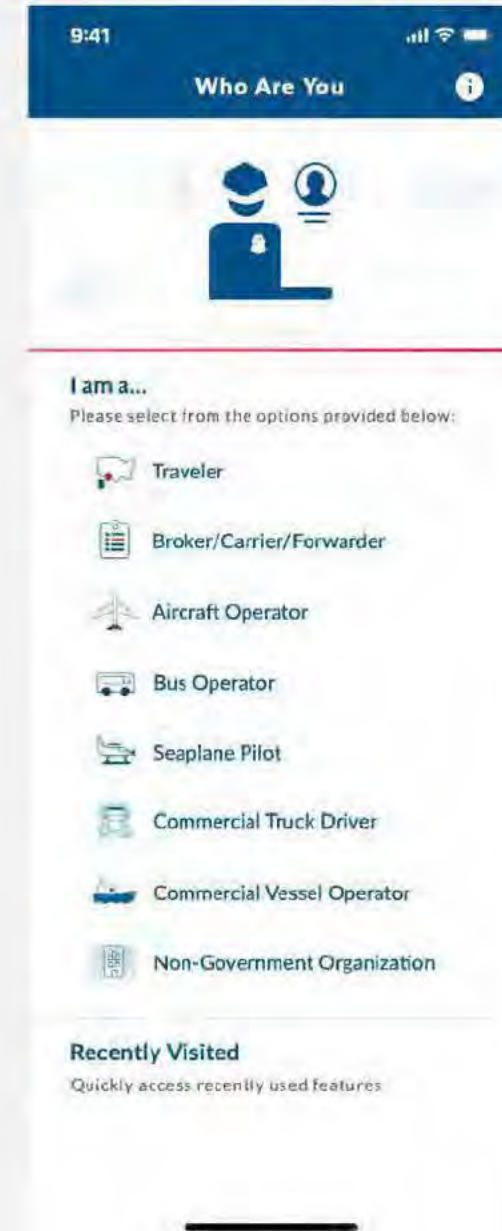 9:41
Who Are You
I am a...
Please select from the options provided below:
Traveler
Broker/Carrier/Forwarder
Aircraft Operator
Bus Operator
Seaplane Pilot
Commercial Truck Driver
Commercial Vessel Operator
Non-Government Organization
Recently Visited
Quickly access recently used features